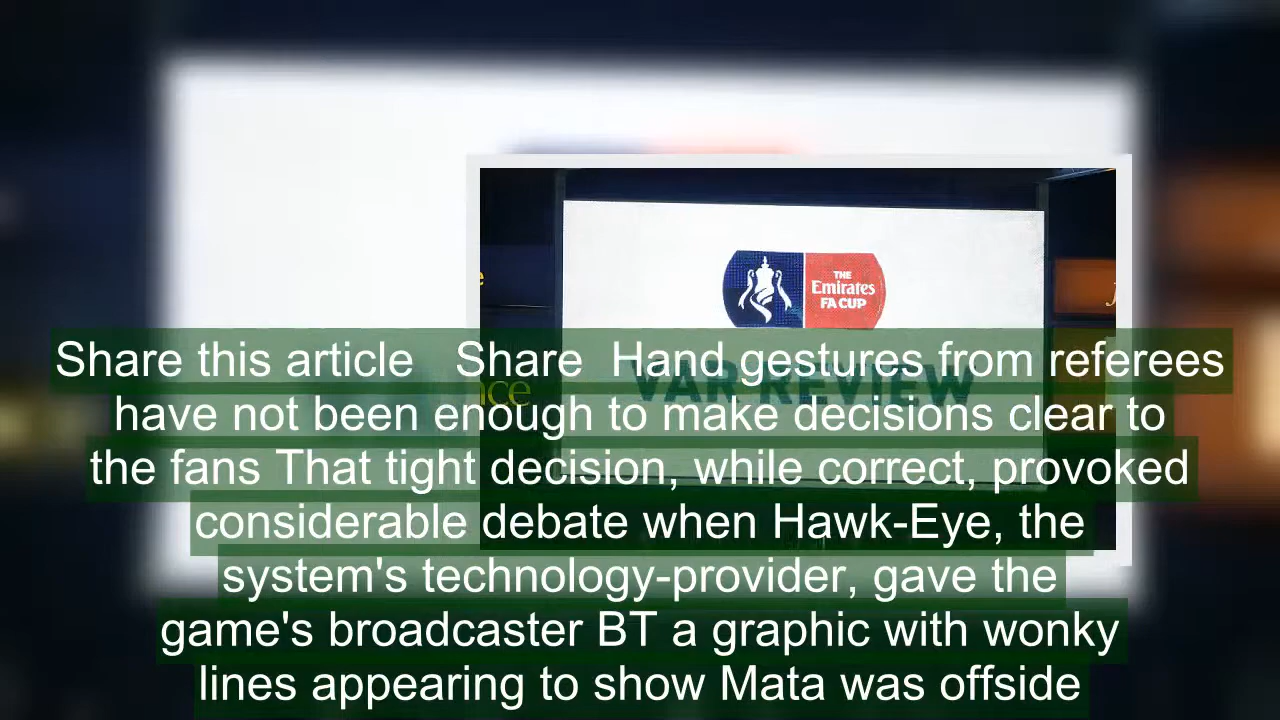 THE
Emirates
FA CUP
Share this article   Share  Hand gestures from referees
VAR REVIEW
have not been enough to make decisions clear to
the fans That tight decision, while correct, provoked
considerable debate when Hawk-Eye, the
system's technology-provider, gave the
game's broadcaster BT a graphic with wonky
lines appearing to show Mata was offside